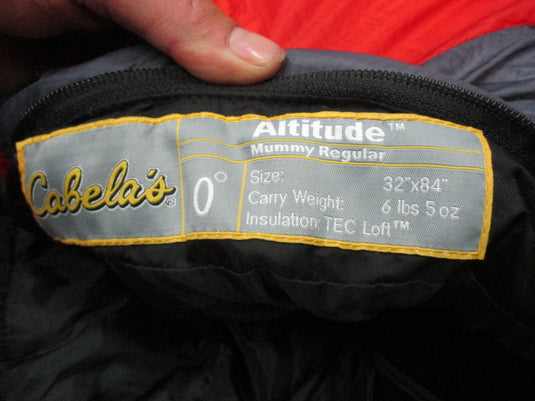 Cabela's®
0°
Altitude™
Mummy Regular
Size: 32"x84"
Carry Weight: 6 lbs 5 oz
Insulation: TEC Loft™